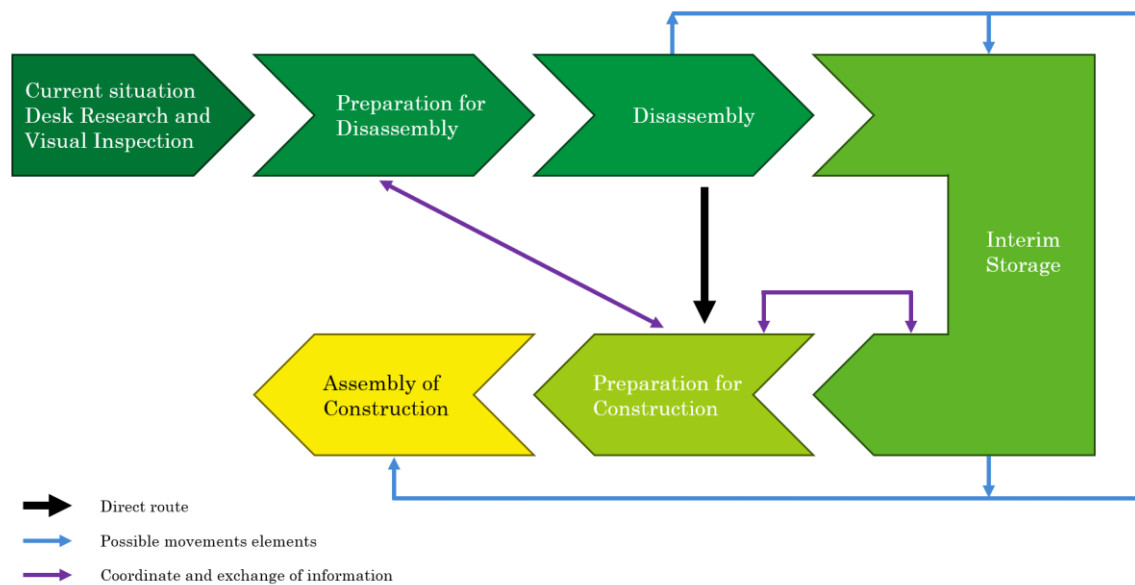 Current situation
Desk Research and
Visual Inspection
Preparation for
Disassembly
Disassembly
Interim
Storage
Assembly of
Construction
Preparation for
Construction
Direct route
Possible movements elements
Coordinate and exchange of information